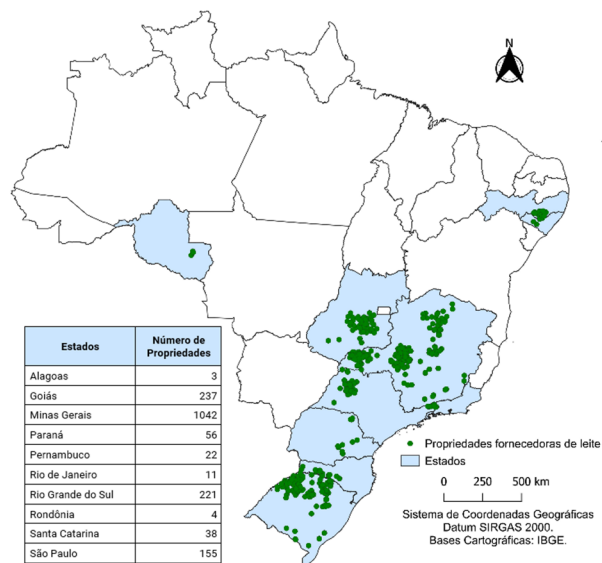 N
Estados Número de Propriedades
Alagoas 3
Goiás 237
Minas Gerais 1042
Paraná 56
Pernambuco 22
Rio de Janeiro 11
Rio Grande do Sul 221
Rondônia 4
Santa Catarina 38
São Paulo 155
Propriedades fornecedoras de leite
Estados
0 250 500 km
Sistema de Coordenadas Geográficas
Datum SIRGAS 2000.
Bases Cartográficas: IBGE.